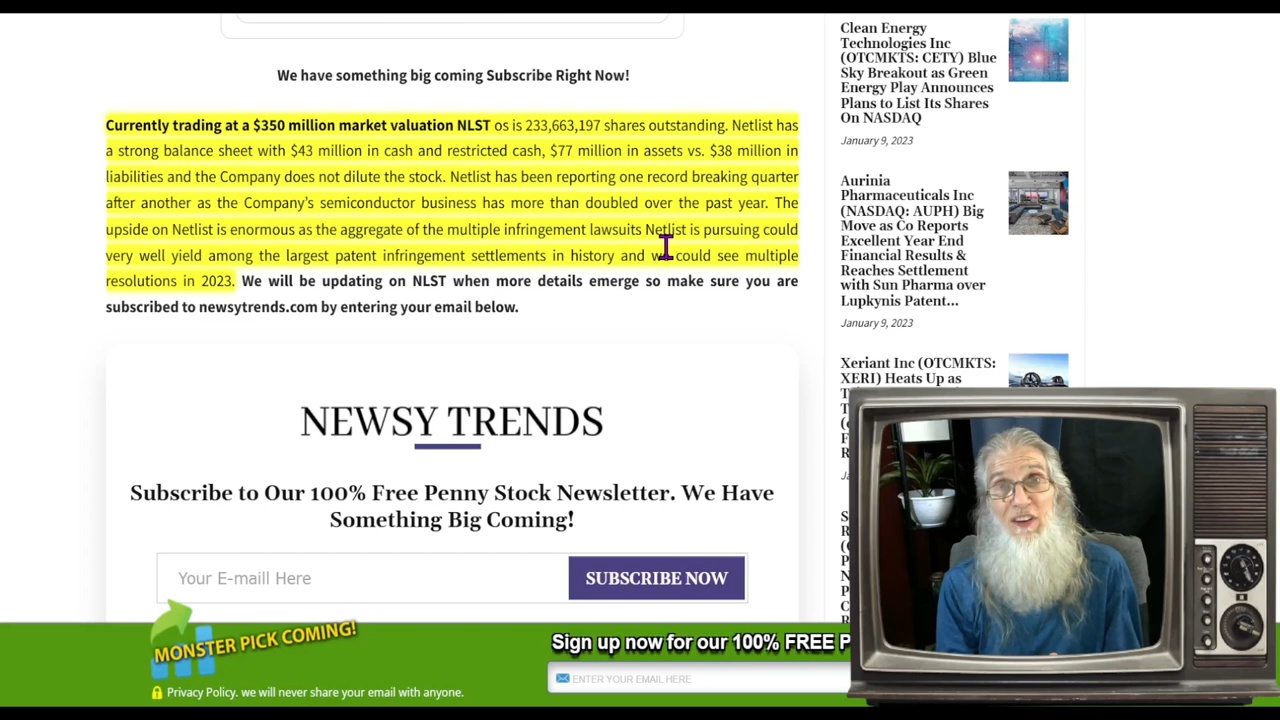 We have something big coming Subscribe Right Now!
Currently trading at a $350 million market valuation NLST os is 233,663,197 shares outstanding. Netlist has
a strong balance sheet with $43 million in cash and restricted cash, $77 million in assets vs. $38 million in
liabilities and the Company does not dilute the stock. Netlist has been reporting one record breaking quarter
after another as the Company's semiconductor business has more than doubled over the past year. The
upside on Netlist is enormous as the aggregate of the multiple infringement lawsuits Netlist is pursuing could
very well yield among the largest patent infringement settlements in history and we could see multiple
resolutions in 2023. We will be updating on NLST when more details emerge so make sure you are
subscribed to newsytrends.com by entering your email below.
NEWSY TRENDS
Subscribe to Our 100% Free Penny Stock Newsletter. We Have
Something Big Coming!
Your E-maill Here
SUBSCRIBE NOW
MONSTER PICK COMING!
Privacy Policy. we will never share your email with anyone.
Sign up now for our 100% FREE P
ENTER YOUR EMAIL HERE
Clean Energy
Technologies Inc
(OTCMKTS: CETY) Blue
Sky Breakout as Green
Energy Play Announces
Plans to List Its Shares
On NASDAQ
January 9, 2023
Aurinia
Pharmaceuticals Inc
(NASDAQ: AUPH) Big
Move as Co Reports
Excellent Year End
Financial Results &
Reaches Settlement
with Sun Pharma over
Lupkynis Patent...
January 9, 2023
Xeriant Inc (OTCMKTS:
XERI) Heats Up as